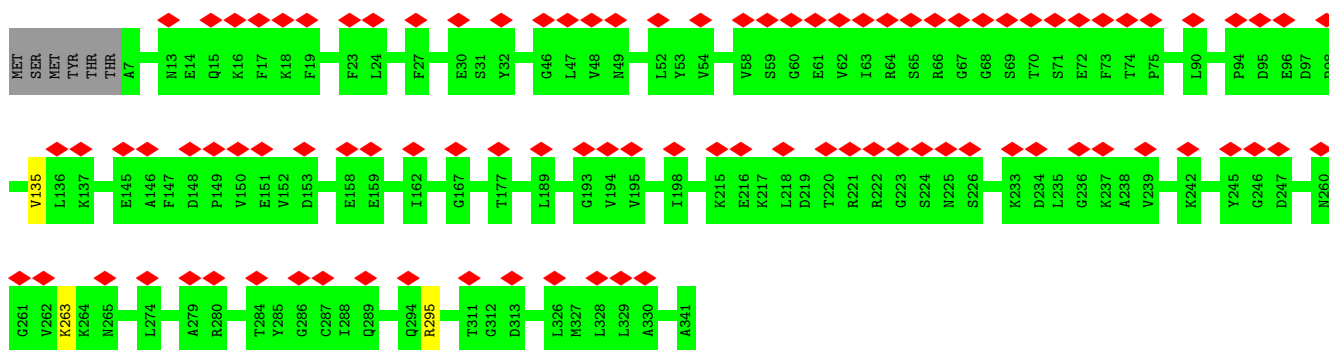 MET SER MET TYR THR THR A7 N13 E14 Q15 K16 F17 K18 F19 F23 L24 F27 E30 S31 Y32 G46 L47 V48 N49 L52 Y53 V54 V58 S59 G60 E61 V62 I63 R64 S65 R66 G67 G68 S69 T70 S71 E72 F73 T74 P75 L90 P94 D95 E96 D97
V135 L136 K137 E145 A146 F147 D148 P149 V150 E151 V152 D153 E158 E159 I162 G167 T177 L189 G193 V194 V195 I198 K215 E216 K217 L218 D219 T220 R221 R222 G223 S224 N225 S226 K233 D234 L235 G236 K237 A238 V239 K242 Y245 G246 D247 N260
G261 V262 K263 K264 N265 L274 A279 R280 T284 Y285 G286 C287 I288 Q289 Q294 R295 T311 G312 D313 L326 M327 L328 L329 A330 A341